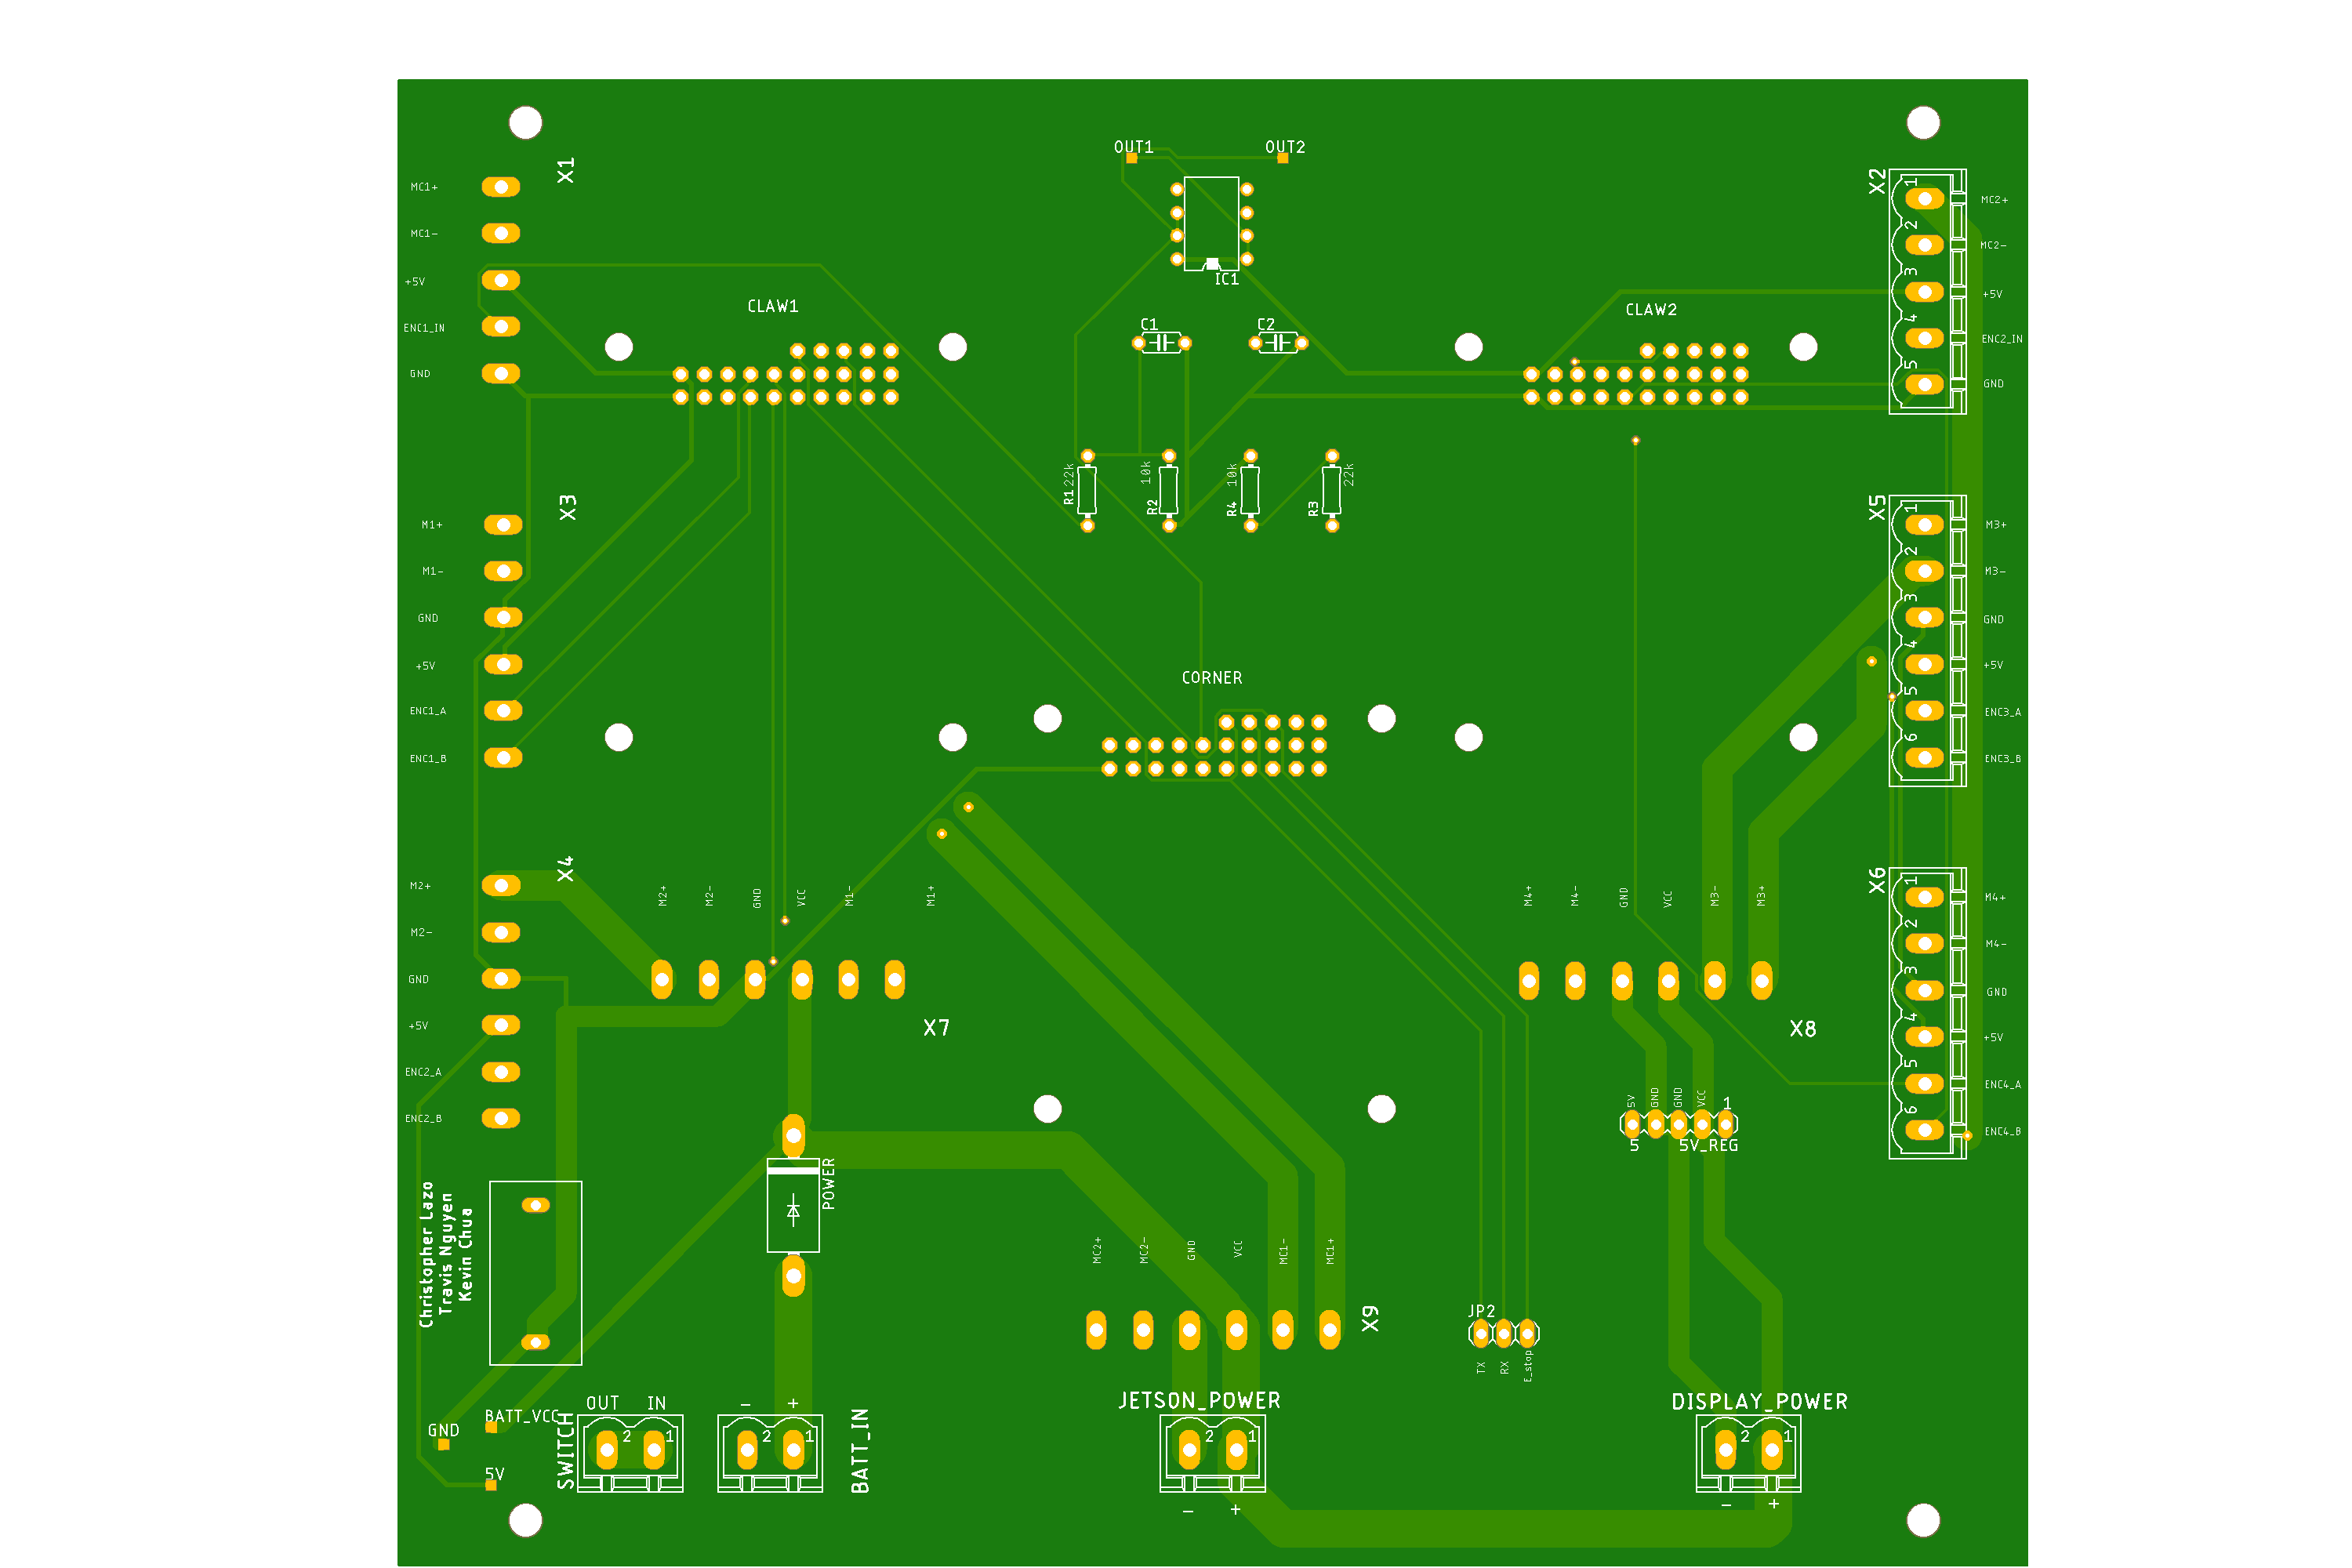 OUT1
OUT2
X1
MC1+
MC1-
+5V
ENC1_IN
GND
X2
1
2
3
4
5
MC2+
MC2-
+5V
ENC2_IN
GND
IC1
CLAW1
CLAW2
C1
C2
R1
22k
R2
10k
R4
10k
R3
22k
X3
M1+
M1-
GND
+5V
ENC1_A
ENC1_B
X5
1
2
3
4
5
6
M3+
M3-
GND
+5V
ENC3_A
ENC3_B
CORNER
X4
M2+
M2-
GND
+5V
ENC2_A
ENC2_B
M2+
M2-
GND
VCC
M1-
M1+
X7
M4+
M4-
GND
VCC
M3-
M3+
X8
X6
1
2
3
4
5
6
M4+
M4-
GND
+5V
ENC4_A
ENC4_B
5V
GND
GND
VCC
1
5
5V_REG
POWER
Christopher Lazo
Travis Nguyen
Kevin Chua
MC2+
MC2-
GND
VCC
MC1-
MC1+
X9
JP2
TX
RX
E_stop
GND
BATT_VCC
5V
OUT
IN
2
1
SWITCH
-
+
2
1
BATT_IN
JETSON_POWER
2
1
-
+
DISPLAY_POWER
2
1
-
+